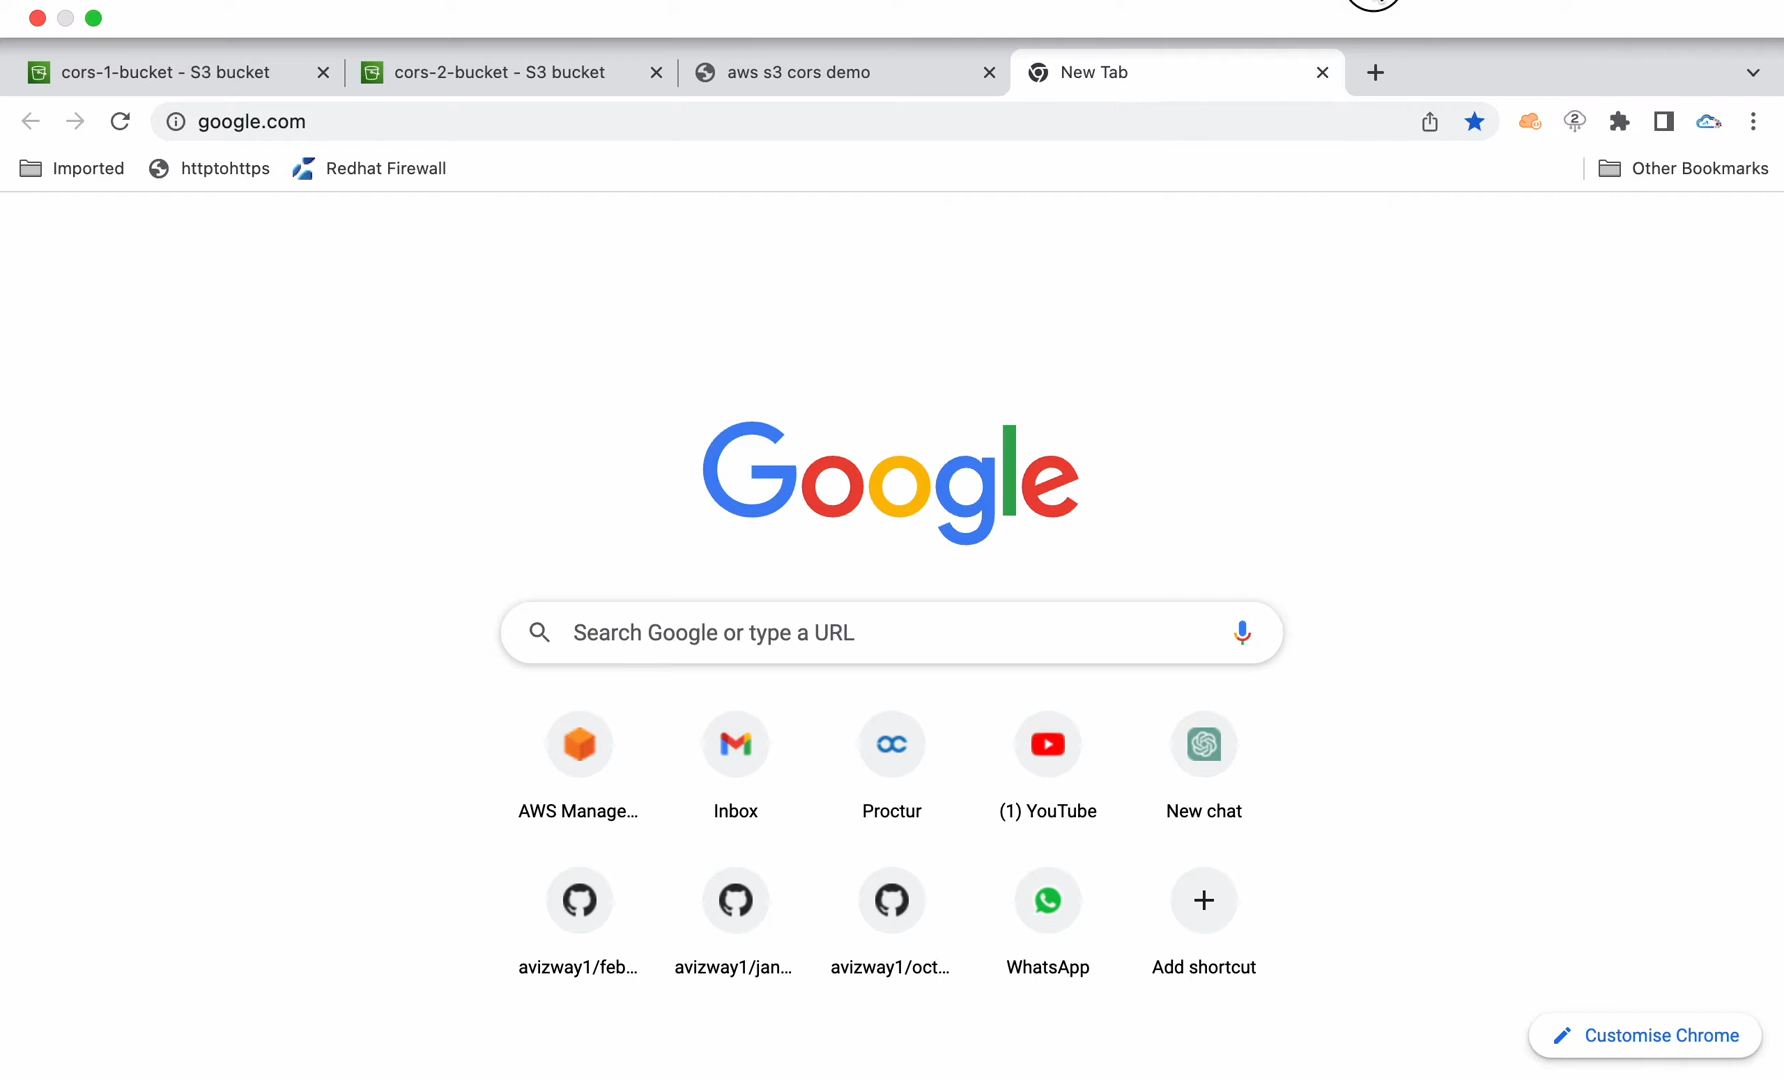 cors-1-bucket - S3 bucket
cors-2-bucket - S3 bucket
aws s3 cors demo
New Tab
google.com
2
Imported
httptohttps
Redhat Firewall
Other Bookmarks
Google
Search Google or type a URL
AWS Manage...
Inbox
Proctur
(1) YouTube
New chat
avizway1/feb...
avizway1/jan...
avizway1/oct...
WhatsApp
Add shortcut
Customise Chrome